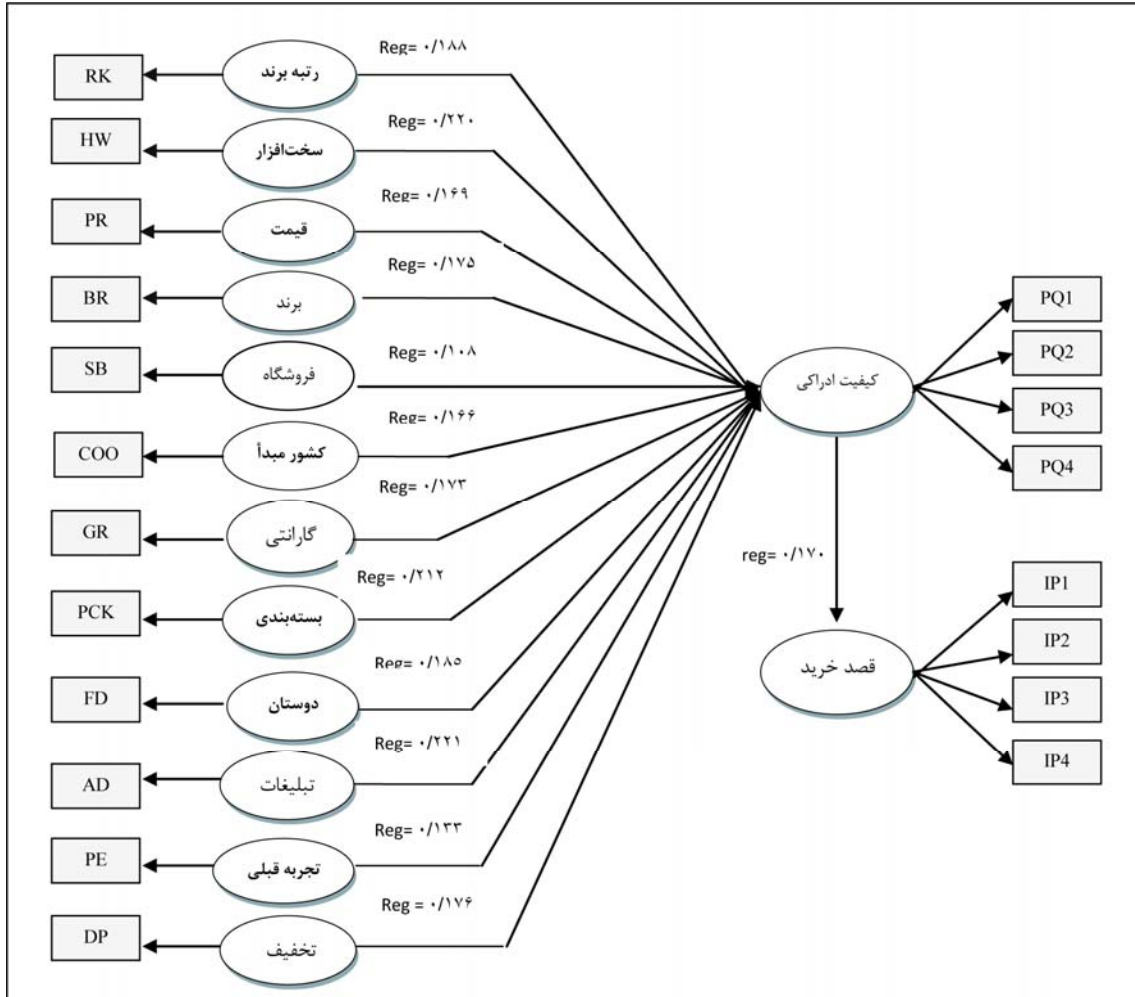 Reg= ۰/۱۸۸
RK
رتبه برند
Reg= ۰/۲۲۰
HW
سخت‌افزار
Reg= ۰/۱۶۹
PR
قیمت
Reg= ۰/۱۷۵
BR
برند
Reg= ۰/۱۰۸
SB
فروشگاه
Reg= ۰/۱۶۶
COO
کشور مبدأ
Reg= ۰/۱۷۳
GR
گارانتی
Reg= ۰/۲۱۲
PCK
بسته‌بندی
Reg= ۰/۱۸۵
FD
دوستان
Reg= ۰/۲۲۱
AD
تبلیغات
Reg= ۰/۱۳۳
PE
تجربه قبلی
Reg = ۰/۱۷۶
DP
تخفیف
کیفیت ادراکی
PQ1
PQ2
PQ3
PQ4
reg= ۰/۱۷۰
قصد خرید
IP1
IP2
IP3
IP4